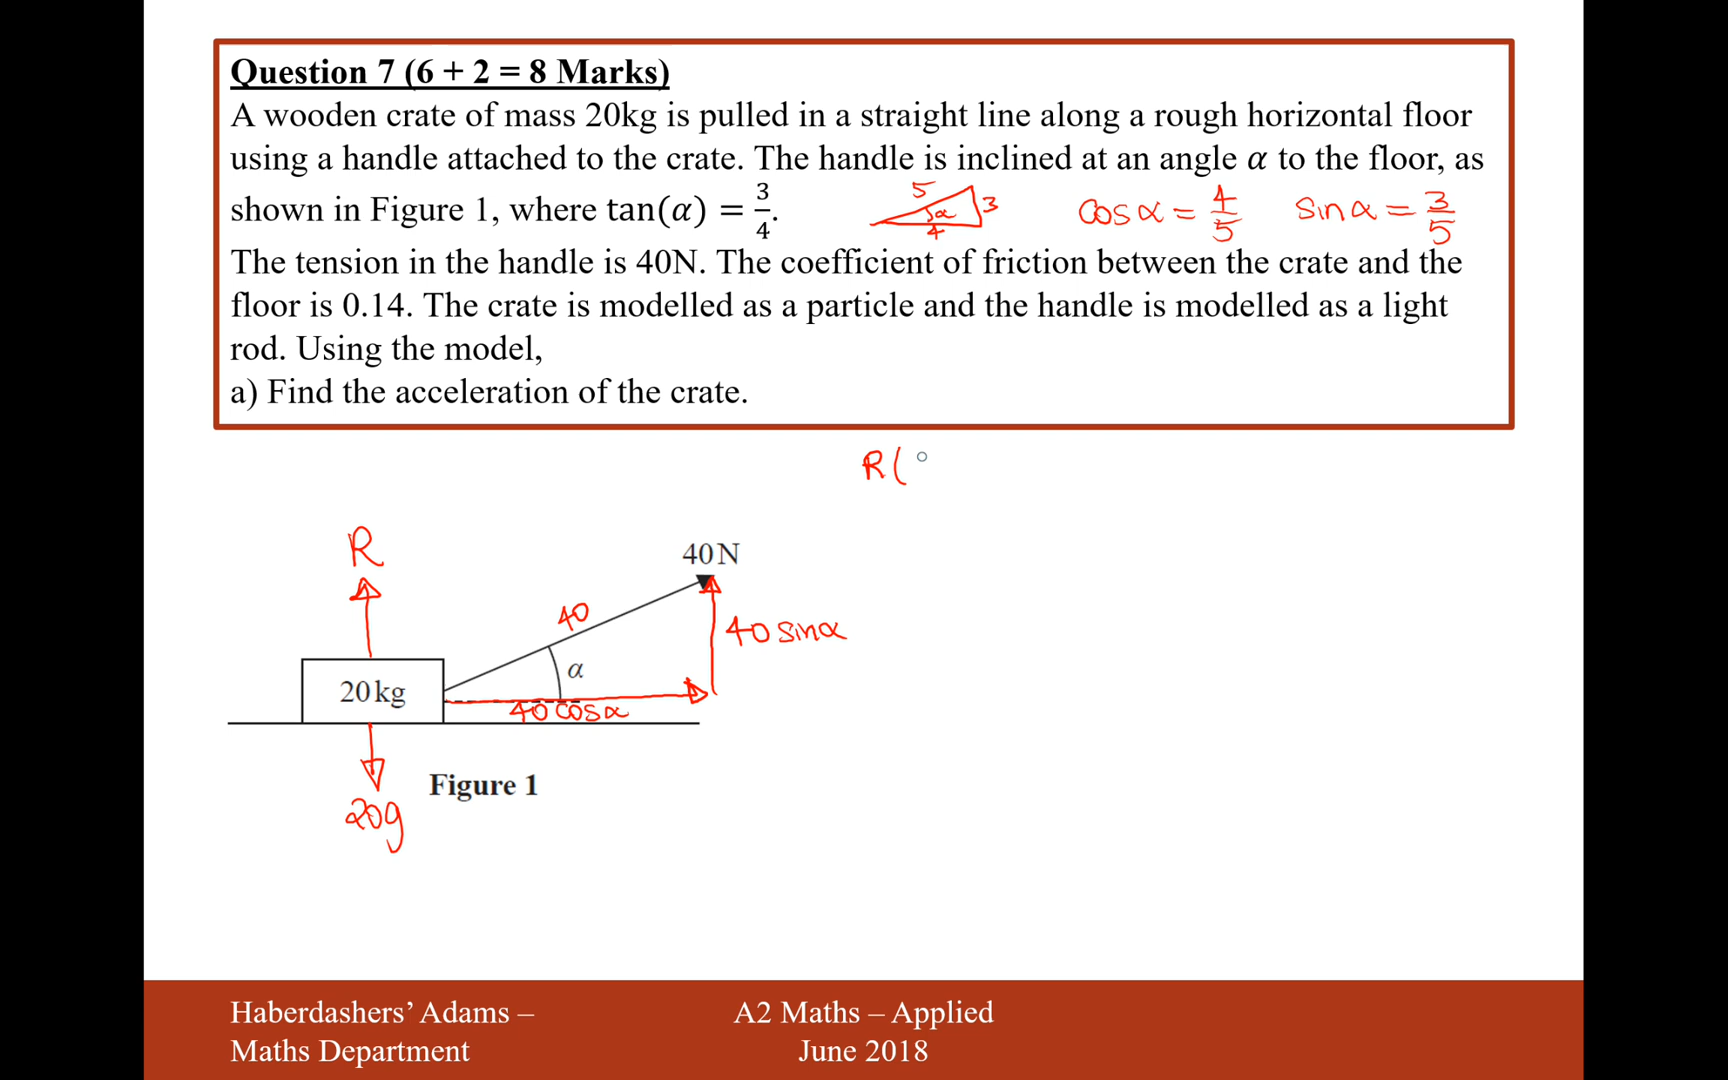 Question 7 (6 + 2 = 8 Marks)
A wooden crate of mass 20kg is pulled in a straight line along a rough horizontal floor
using a handle attached to the crate. The handle is inclined at an angle α to the floor, as
shown in Figure 1, where tan(α) = 3/4.
5
3
α
4
cosα = 4/5
sinα = 3/5
The tension in the handle is 40N. The coefficient of friction between the crate and the
floor is 0.14. The crate is modelled as a particle and the handle is modelled as a light
rod. Using the model,
a) Find the acceleration of the crate.
R(
R
40N
40
40 sinα
α
20kg
40 cosα
Figure 1
20g
Haberdashers’ Adams –
Maths Department
A2 Maths – Applied
June 2018